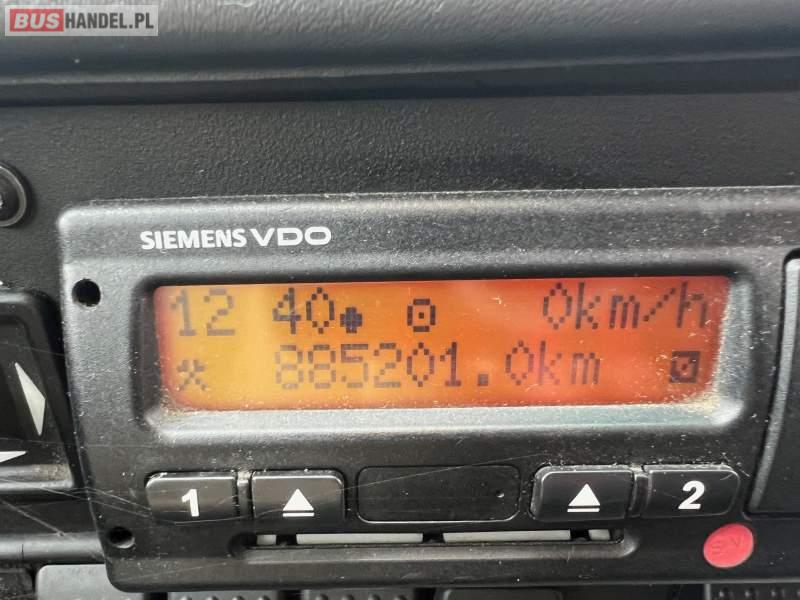 BUSHANDEL.PL
SIEMENS VDO
12 40 0km/h
885201.0km
1
2